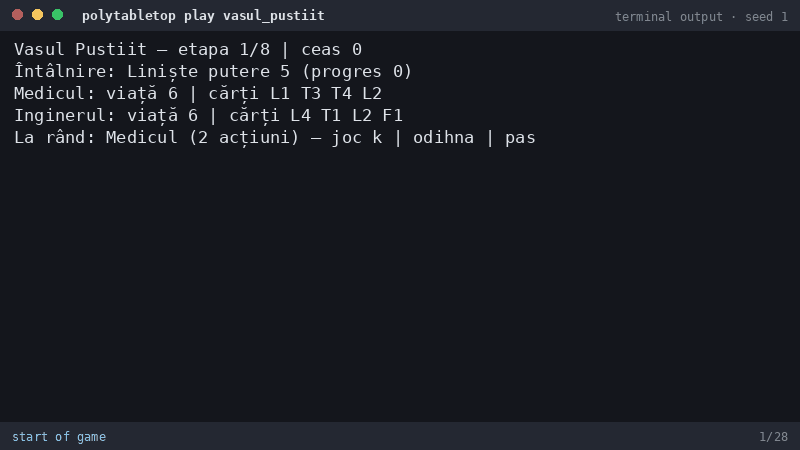 polytabletop play vasul_pustiit
terminal output · seed 1
Vasul Pustiit — etapa 1/8 | ceas 0
Întâlnire: Liniște putere 5 (progres 0)
Medicul: viață 6 | cărți L1 T3 T4 L2
Inginerul: viață 6 | cărți L4 T1 L2 F1
La rând: Medicul (2 acțiuni) — joc k | odihna | pas
start of game
1/28